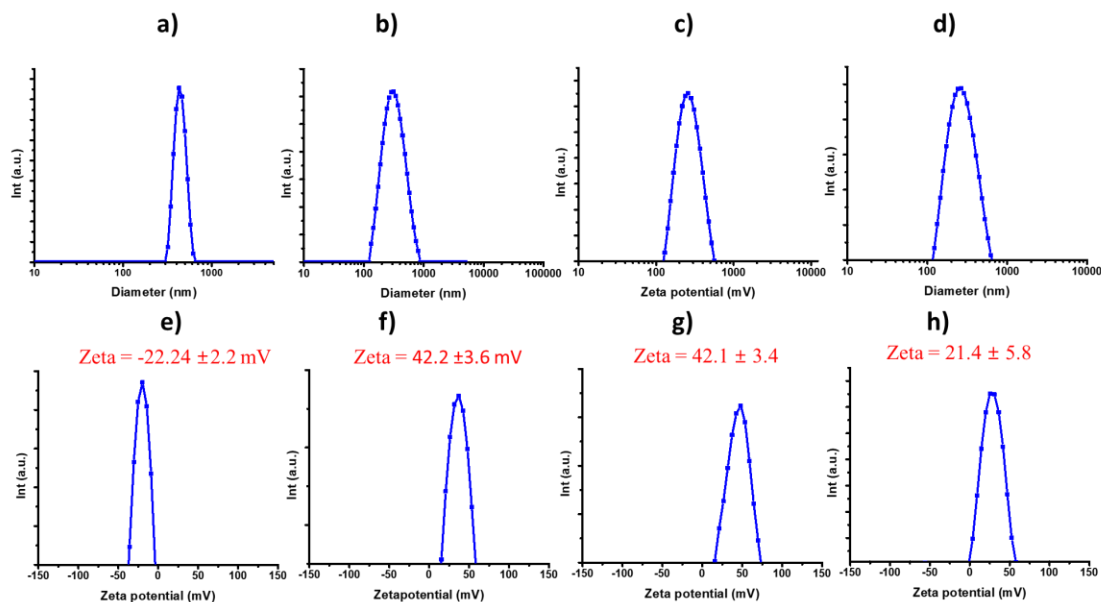 a)
b)
c)
d)
Int (a.u.)
10 100 1000
Diameter (nm)
Int (a.u.)
10 100 1000 10000 100000
Diameter (nm)
Int (a.u.)
10 100 1000 10000
Zeta potential (mV)
Int (a.u.)
10 100 1000 10000
Diameter (nm)
e)
f)
g)
h)
Zeta = -22.24 ±2.2 mV
Zeta = 42.2 ±3.6 mV
Zeta = 42.1 ± 3.4
Zeta = 21.4 ± 5.8
Int (a.u.)
-150 -100 -50 0 50 100 150
Zeta potential (mV)
Int (a.u.)
-150 -100 -50 0 50 100 150
Zetapotential (mV)
Int (a.u.)
-150 -100 -50 0 50 100 150
Zeta potential (mV)
Int (a.u.)
-150 -100 -50 0 50 100 150
Zeta potential (mV)